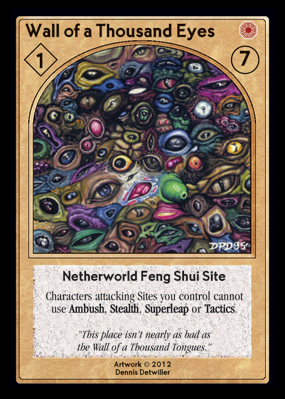 Wall of a Thousand Eyes
1
7
DPD95
Netherworld Feng Shui Site
Characters attacking Sites you control cannot
use Ambush, Stealth, Superleap or Tactics.
"This place isn't nearly as bad as
the Wall of a Thousand Tongues."
Artwork © 2012
Dennis Detwiller